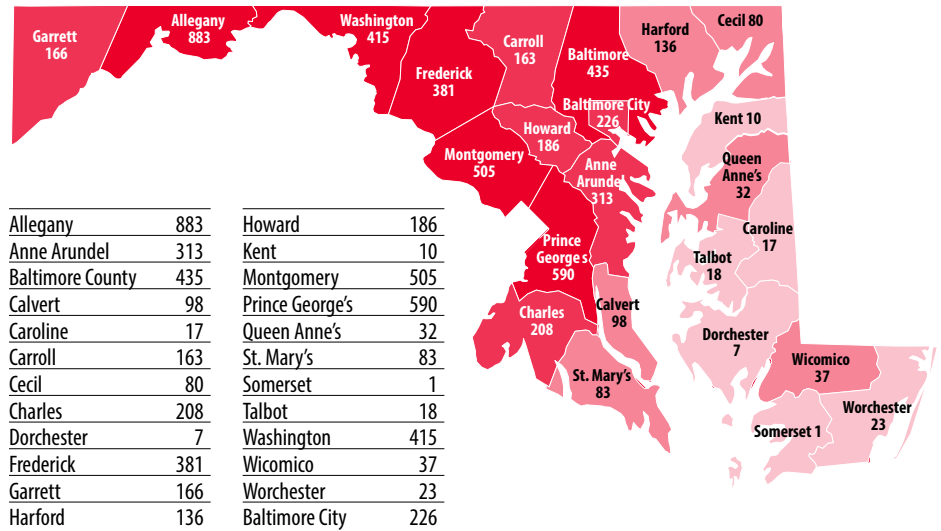 Garrett
166
Allegany
883
Washington
415
Frederick
381
Carroll
163
Baltimore
435
Harford
136
Cecil 80
Baltimore City
226
Howard
186
Montgomery
505
Anne
Arundel
313
Kent 10
Queen
Anne's
32
Caroline
17
Talbot
18
Prince
George s
590
Charles
208
Calvert
98
St. Mary's
83
Dorchester
7
Wicomico
37
Worchester
23
Somerset 1
Allegany 883
Anne Arundel 313
Baltimore County 435
Calvert 98
Caroline 17
Carroll 163
Cecil 80
Charles 208
Dorchester 7
Frederick 381
Garrett 166
Harford 136
Howard 186
Kent 10
Montgomery 505
Prince George's 590
Queen Anne's 32
St. Mary's 83
Somerset 1
Talbot 18
Washington 415
Wicomico 37
Worchester 23
Baltimore City 226